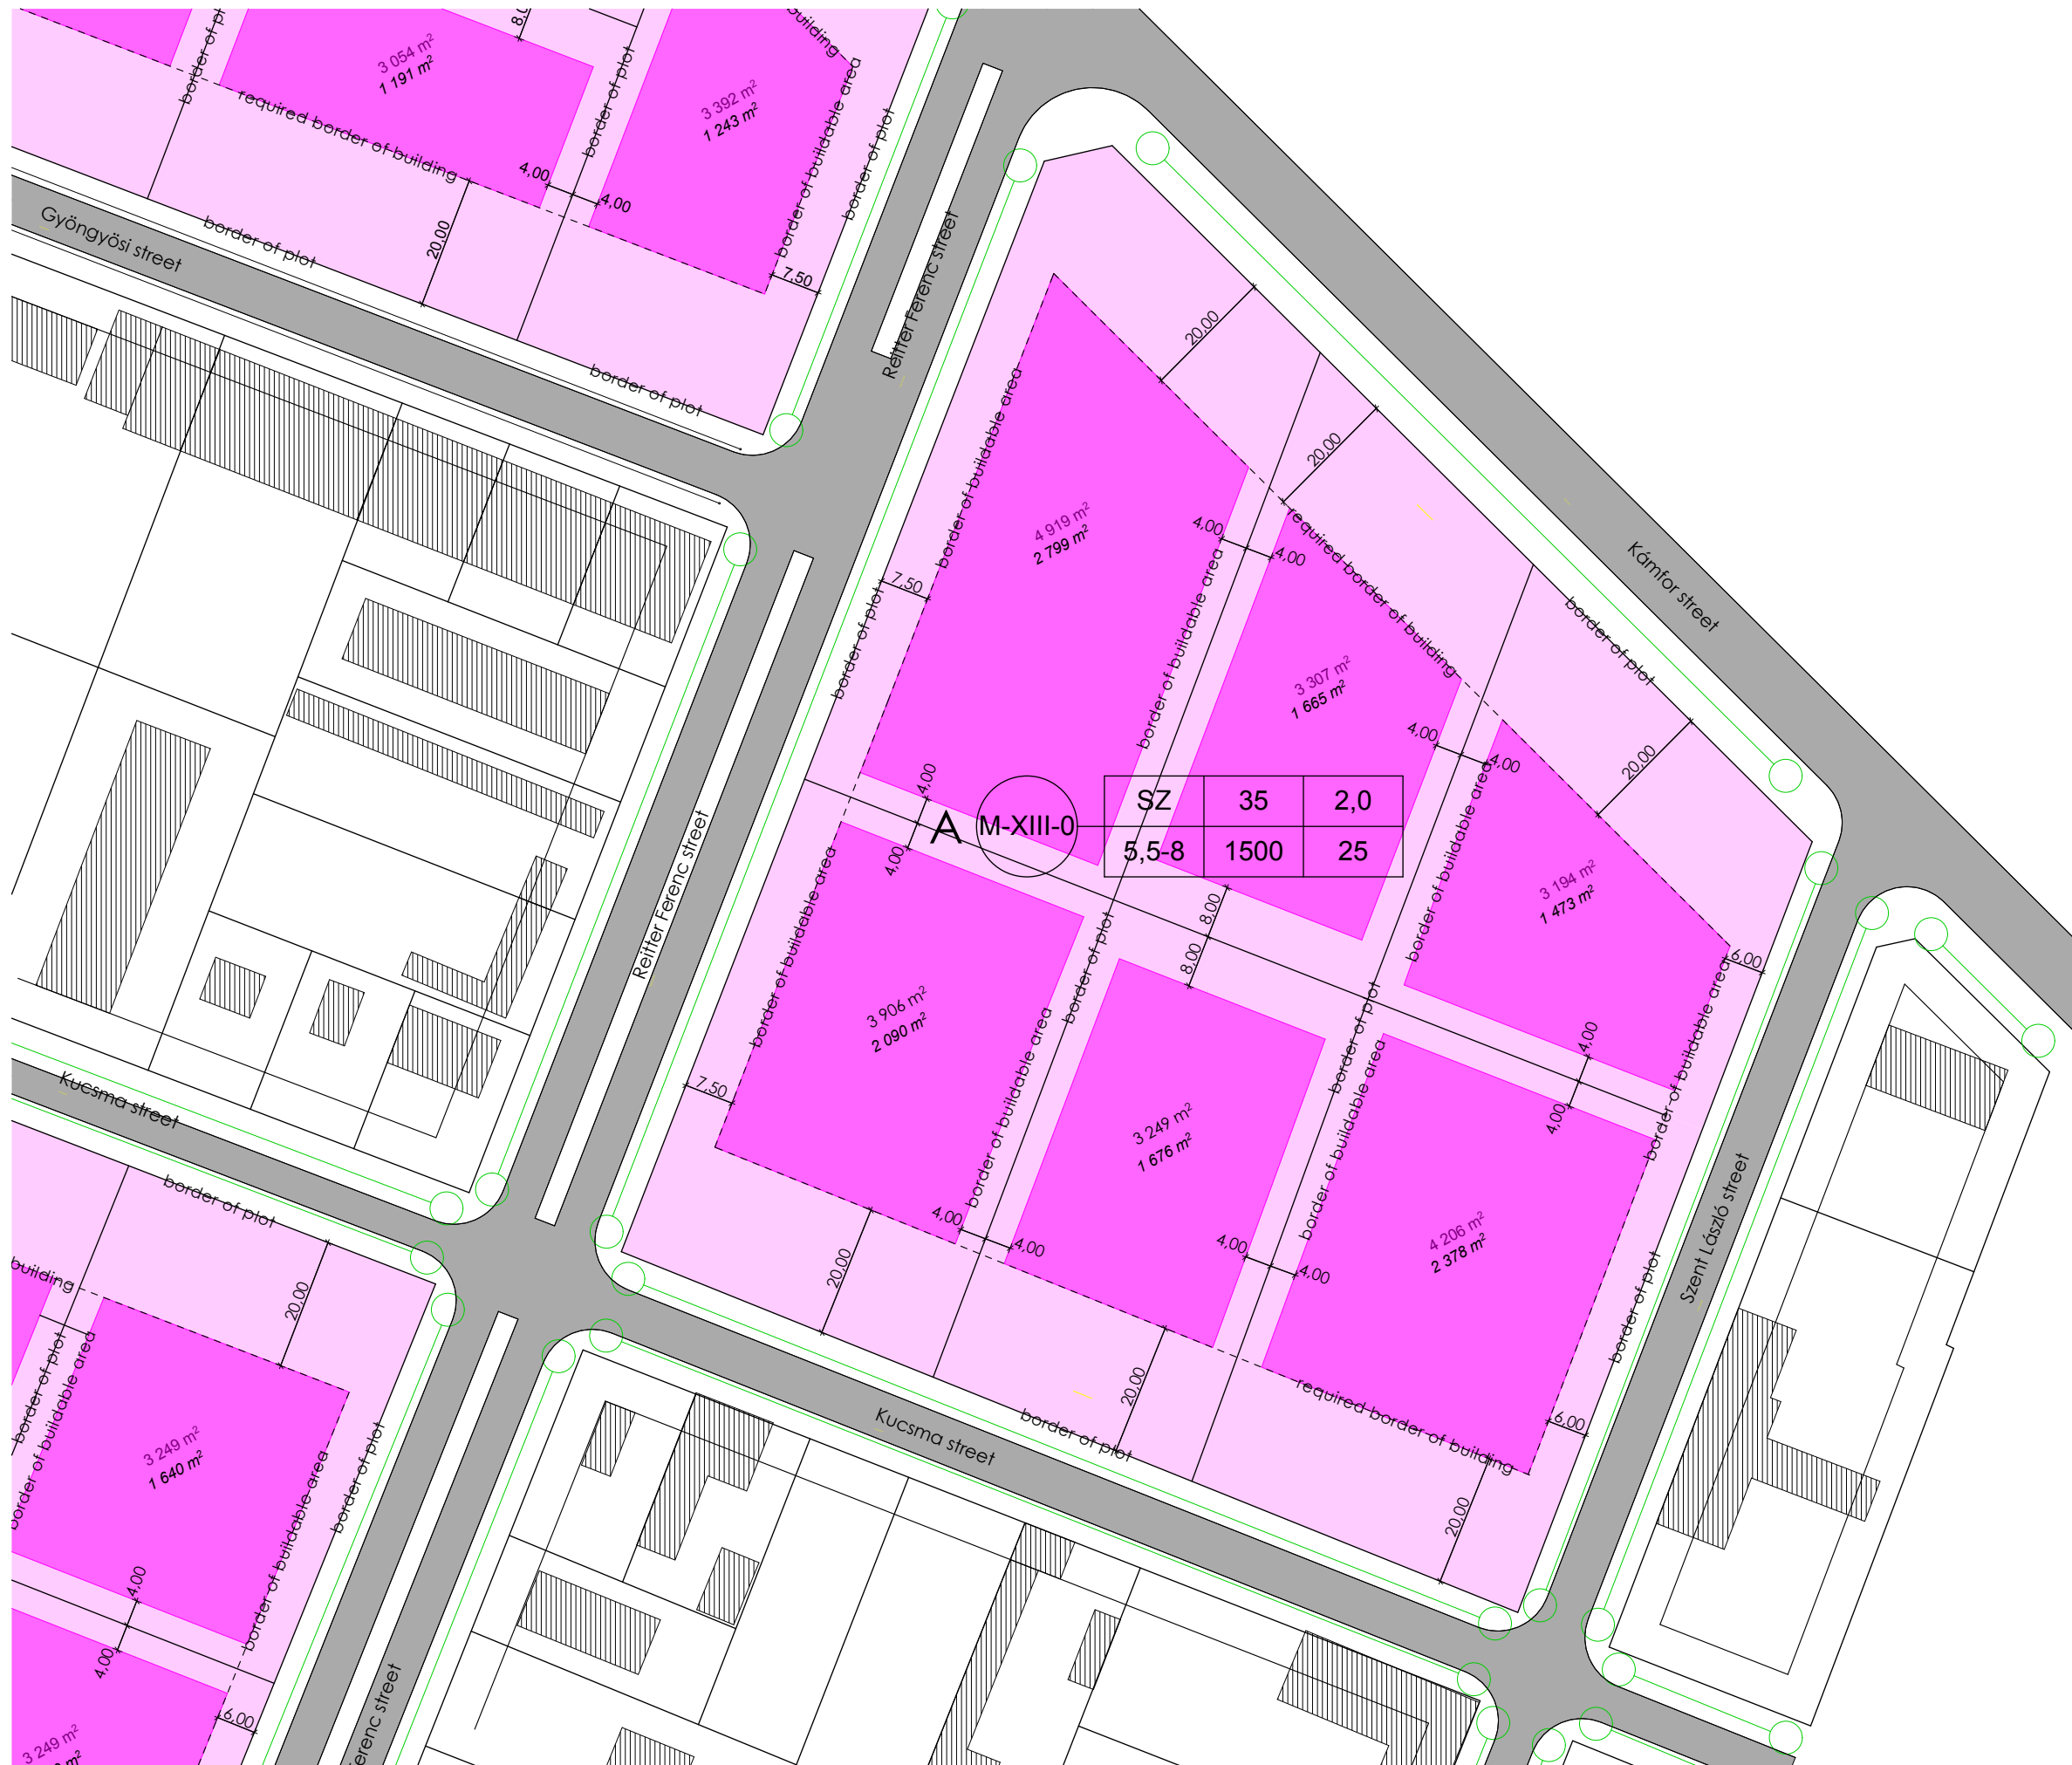 3 054 m²
1 191 m²
3 392 m²
1 243 m²
building
border of plot
border of plot
border of buildable area
border of plot
required border of building
4,00
4,00
20,00
7,50
Gyöngyösi street
border of plot
border of plot
Reitter Ferenc street
20,00
20,00
border of buildable area
4 919 m²
2 799 m²
4,00
4,00
required border of building
Kámfor street
border of plot
7,50
border of plot
border of buildable area
3 307 m²
1 665 m²
4,00
4,00
20,00
4,00
4,00
A
M-XIII-0
SZ
35
2,0
5,5-8
1500
25
border of buildable area
3 194 m²
1 473 m²
6,00
Reitter Ferenc street
border of buildable area
border of plot
8,00
8,00
3 906 m²
2 090 m²
border of buildable area
border of plot
border of buildable area
border of buildable area
4,00
4,00
7,50
Kucsma street
3 249 m²
1 676 m²
4,00
4,00
4,00
4,00
20,00
4 206 m²
2 378 m²
Szent László street
border of plot
6,00
border of plot
building
20,00
20,00
required border of building
border of plot
Kucsma street
20,00
border of plot
border of buildable area
3 249 m²
1 640 m²
border of buildable area
border of plot
4,00
4,00
6,00
3 249 m²
erenc street